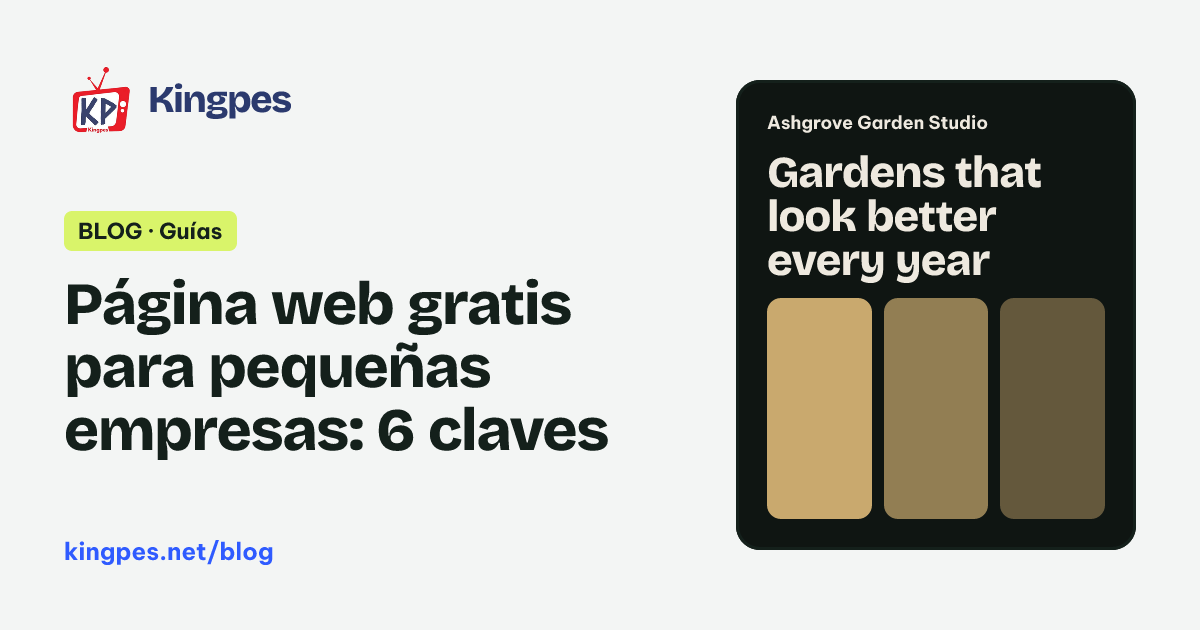 KP
Kingpes
Kingpes
BLOG · Guías
Página web gratis
para pequeñas
empresas: 6 claves
kingpes.net/blog
Ashgrove Garden Studio
Gardens that
look better
every year